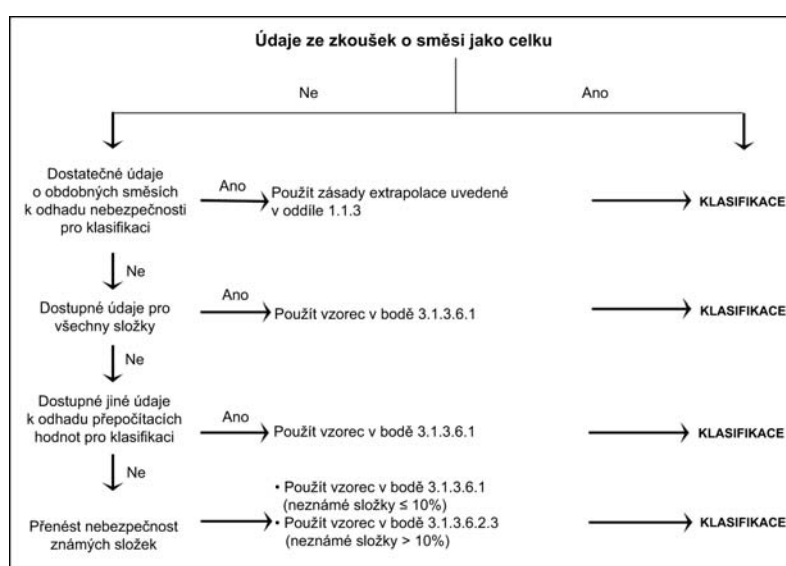 Údaje ze zkoušek o směsi jako celku
Ne
Ano
Dostatečné údaje
o obdobných směsích
k odhadu nebezpečnosti
pro klasifikaci
Ano
Použít zásady extrapolace uvedené
v oddíle 1.1.3
KLASIFIKACE
Ne
Dostupné údaje pro
všechny složky
Ano
Použít vzorec v bodě 3.1.3.6.1
KLASIFIKACE
Ne
Dostupné jiné údaje
k odhadu přepočítacích
hodnot pro klasifikaci
Ano
Použít vzorec v bodě 3.1.3.6.1
KLASIFIKACE
Ne
Přenést nebezpečnost
známých složek
• Použít vzorec v bodě 3.1.3.6.1
(neznámé složky ≤ 10%)
• Použít vzorec v bodě 3.1.3.6.2.3
(neznámé složky > 10%)
KLASIFIKACE